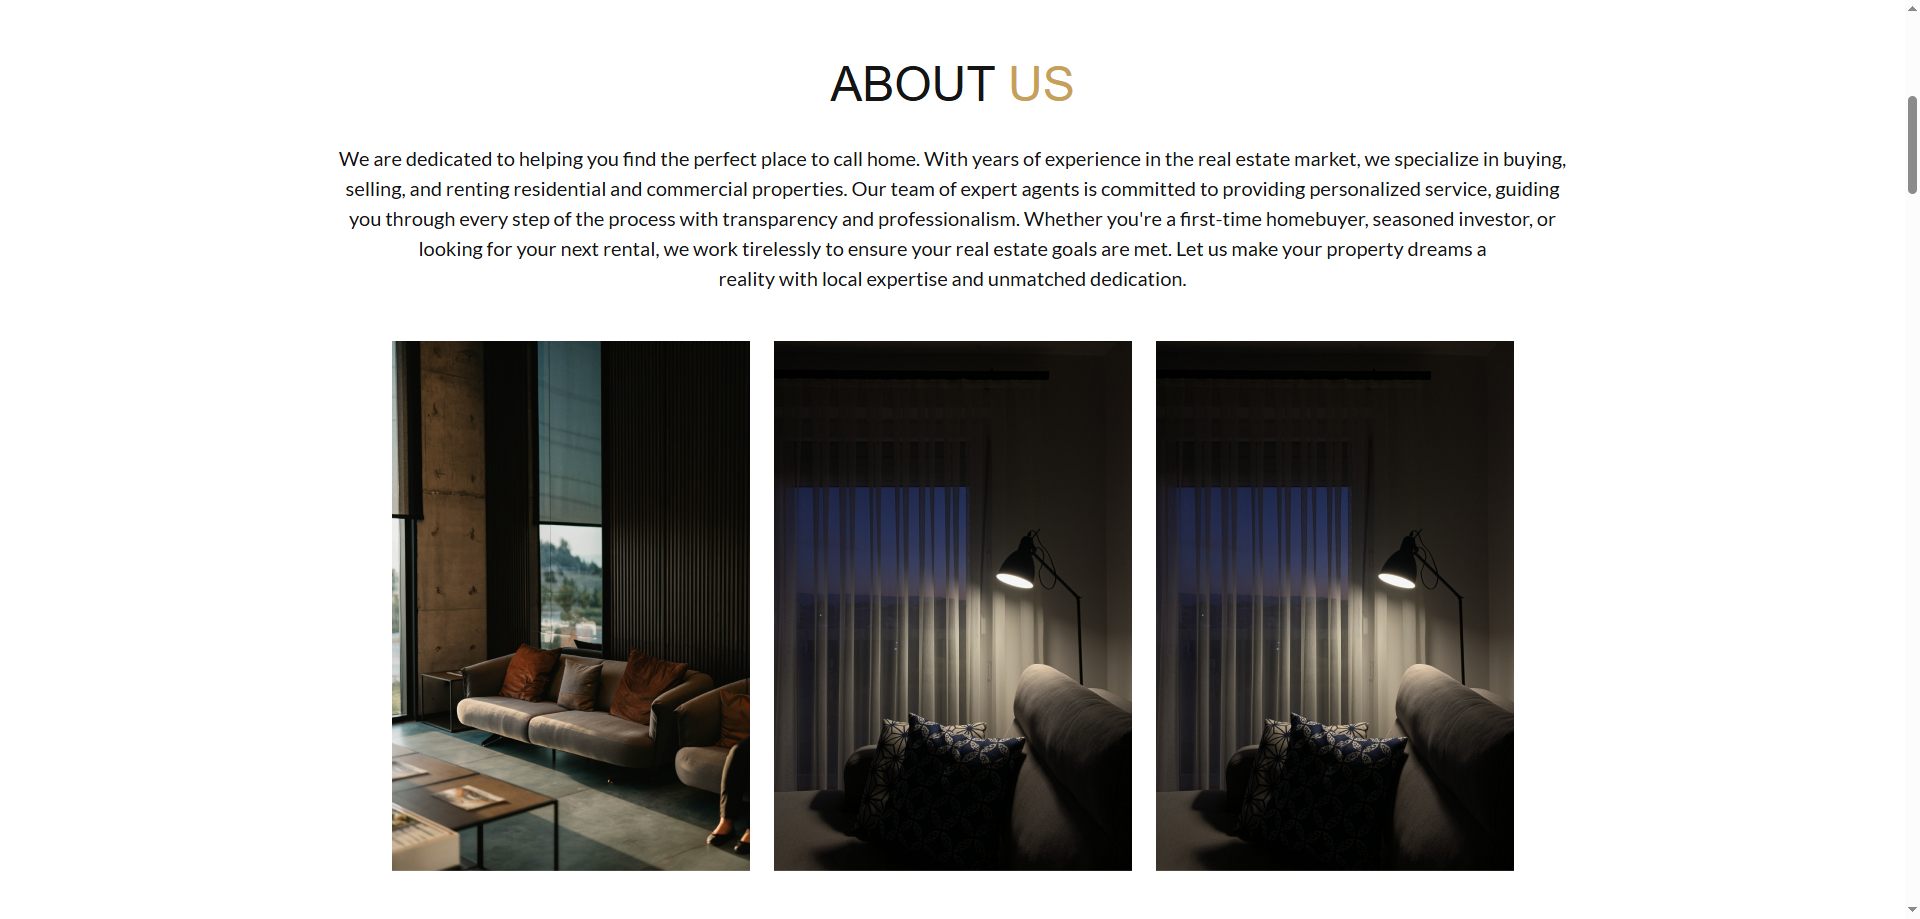 ABOUT US
We are dedicated to helping you find the perfect place to call home. With years of experience in the real estate market, we specialize in buying,
selling, and renting residential and commercial properties. Our team of expert agents is committed to providing personalized service, guiding
you through every step of the process with transparency and professionalism. Whether you're a first-time homebuyer, seasoned investor, or
looking for your next rental, we work tirelessly to ensure your real estate goals are met. Let us make your property dreams a
reality with local expertise and unmatched dedication.